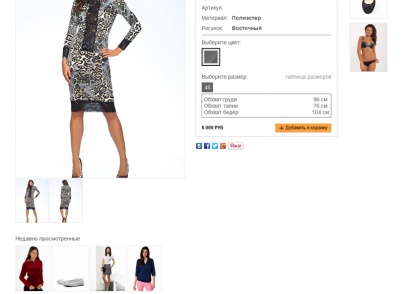 Артикул:
Материал: Полиэстер
Рисунок: Восточный
Выберите цвет:
Выберите размер: таблица размеров
48
Обхват груди 96 см
Обхват талии 76 см
Обхват бедер 104 см
8 000 РУБ + Добавить в корзину
Pin it
Недавно просмотренные